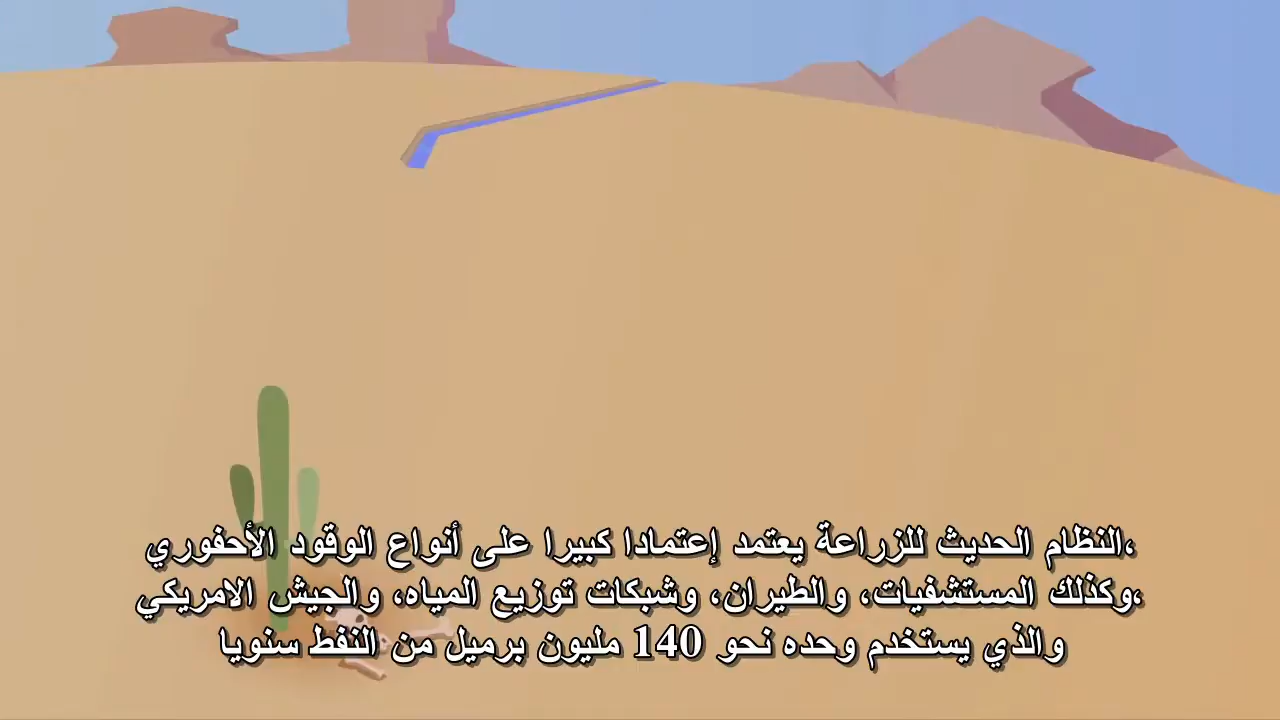 النظام الحديث للزراعة يعتمد إعتمادا كبيرا على أنواع الوقود الأحفوري،
وكذلك المستشفيات، والطيران، وشبكات توزيع المياه، والجيش الامريكي،
والذي يستخدم وحده نحو 140 مليون برميل من النفط سنويا